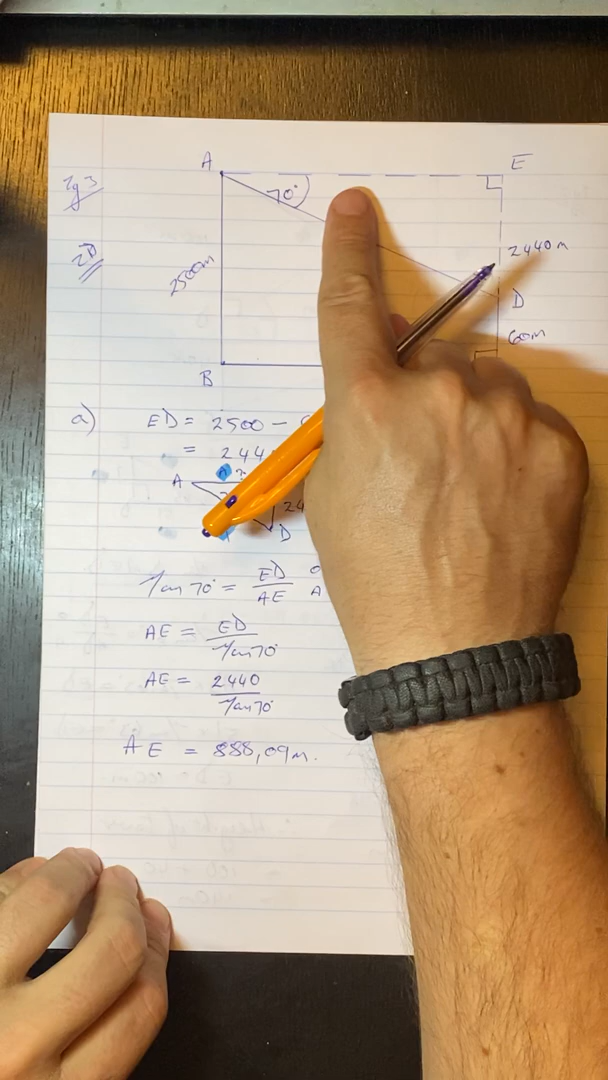 A
E
70°
2D
2500m
2440m
D
60m
B
a) ED = 2500 -
= 244
A
24
D
Tan 70° = ED/AE
AE = ED/Tan70°
AE = 2440/Tan70°
AE = 888,09m.